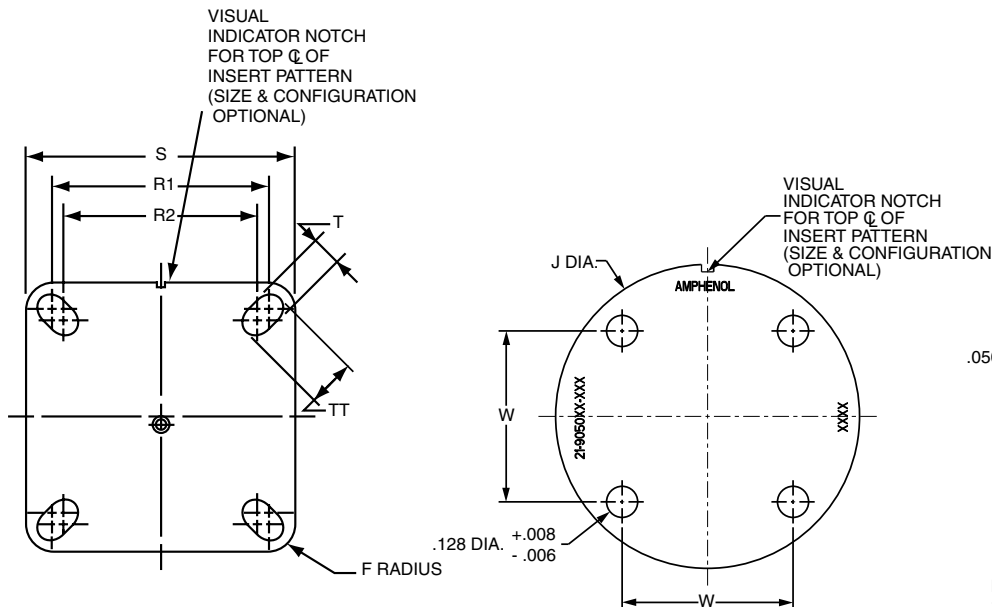 VISUAL
INDICATOR NOTCH
FOR TOP ℄ OF
INSERT PATTERN
(SIZE & CONFIGURATION
OPTIONAL)
S
R1
R2
T
TT
F RADIUS
VISUAL
INDICATOR NOTCH
FOR TOP ℄ OF
INSERT PATTERN
(SIZE & CONFIGURATION
OPTIONAL)
J DIA.
AMPHENOL
W
21-9050XX-XXX
XXXX
.128 DIA. +.008
- .006
W